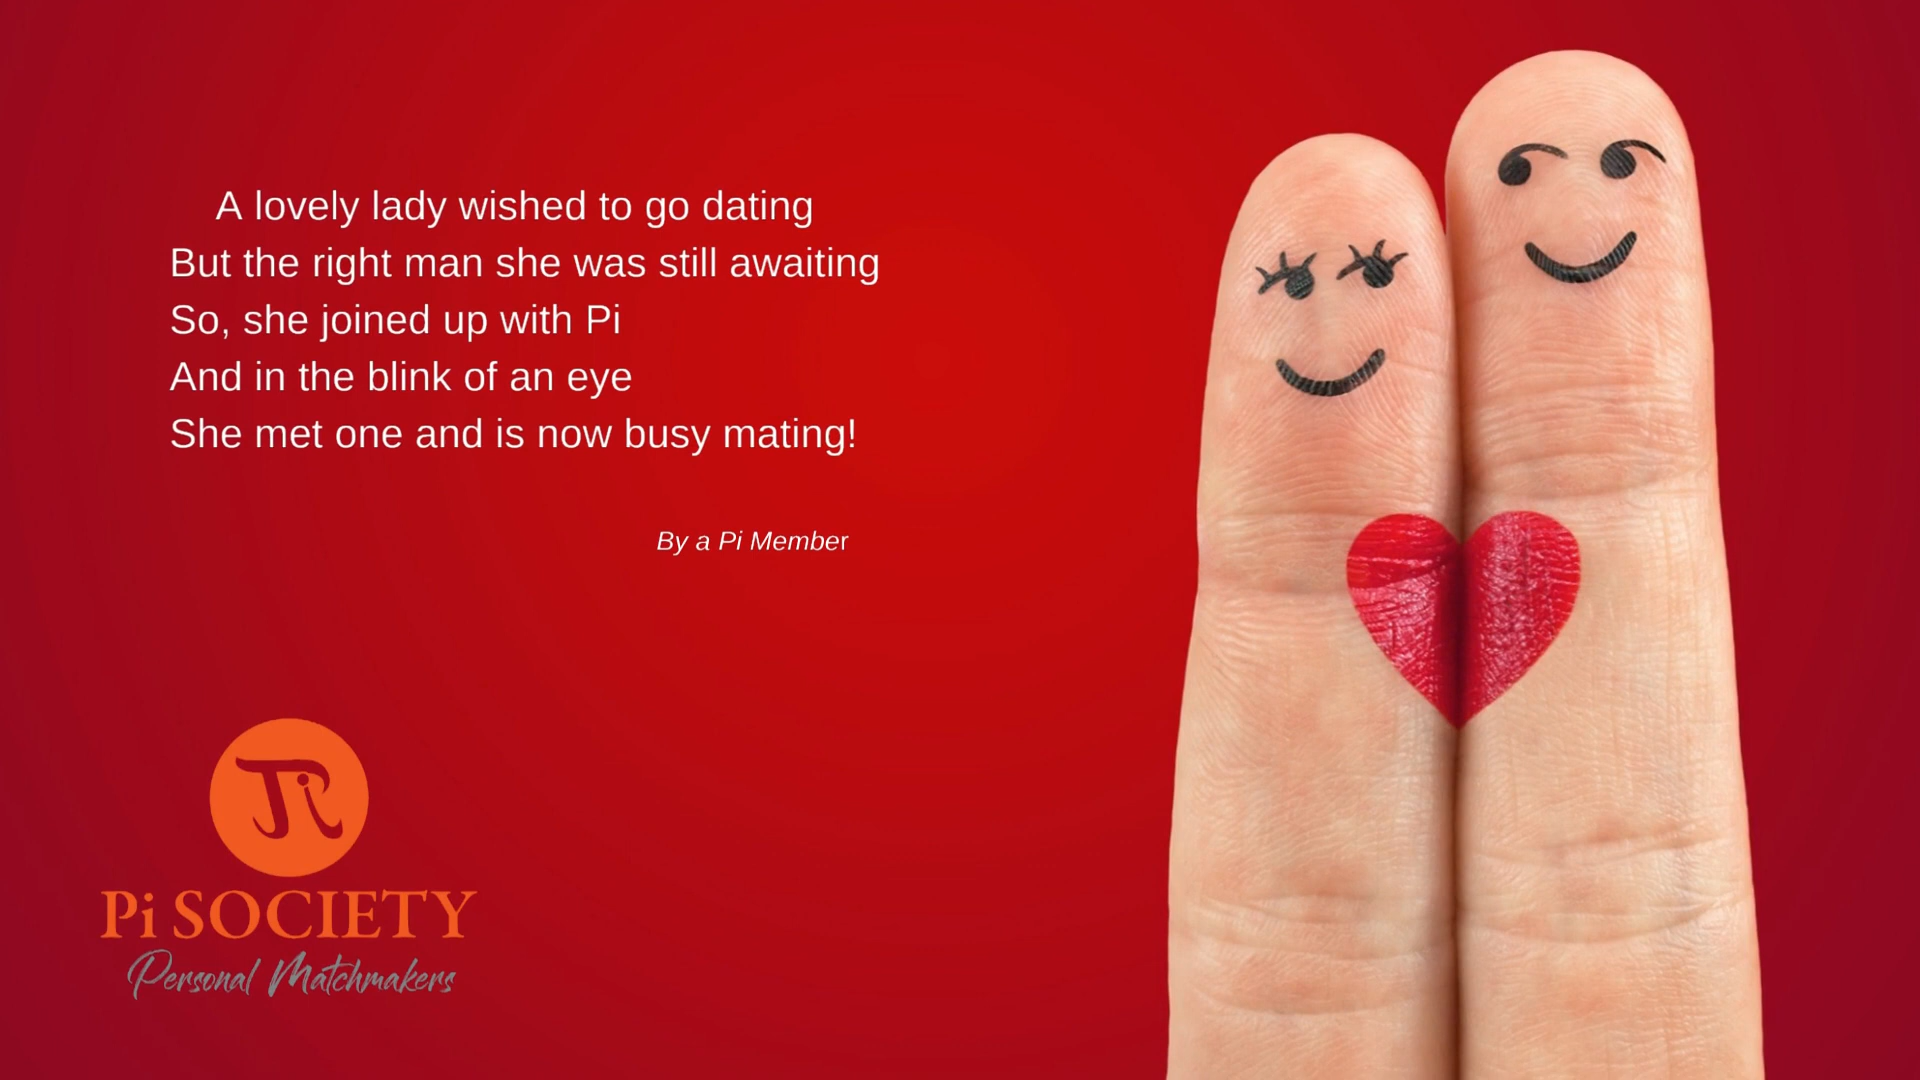 A lovely lady wished to go dating
But the right man she was still awaiting
So, she joined up with Pi
And in the blink of an eye
She met one and is now busy mating!
By a Pi Member
Pi
Pi SOCIETY
Personal Matchmakers